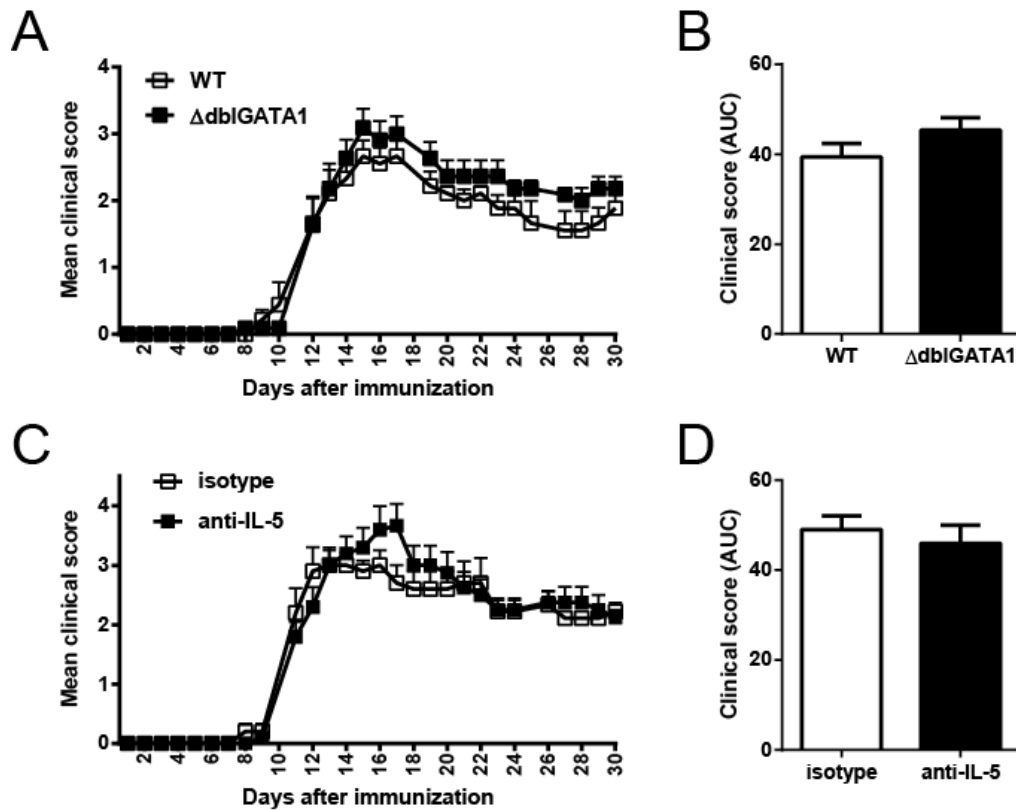 A
WT
ΔdblGATA1
Mean clinical score
4
3
2
1
0
2 4 6 8 10 12 14 16 18 20 22 24 26 28 30
Days after immunization
B
Clinical score (AUC)
60
40
20
0
WT ΔdblGATA1
C
isotype
anti-IL-5
Mean clinical score
4
3
2
1
0
2 4 6 8 10 12 14 16 18 20 22 24 26 28 30
Days after immunization
D
Clinical score (AUC)
60
40
20
0
isotype anti-IL-5